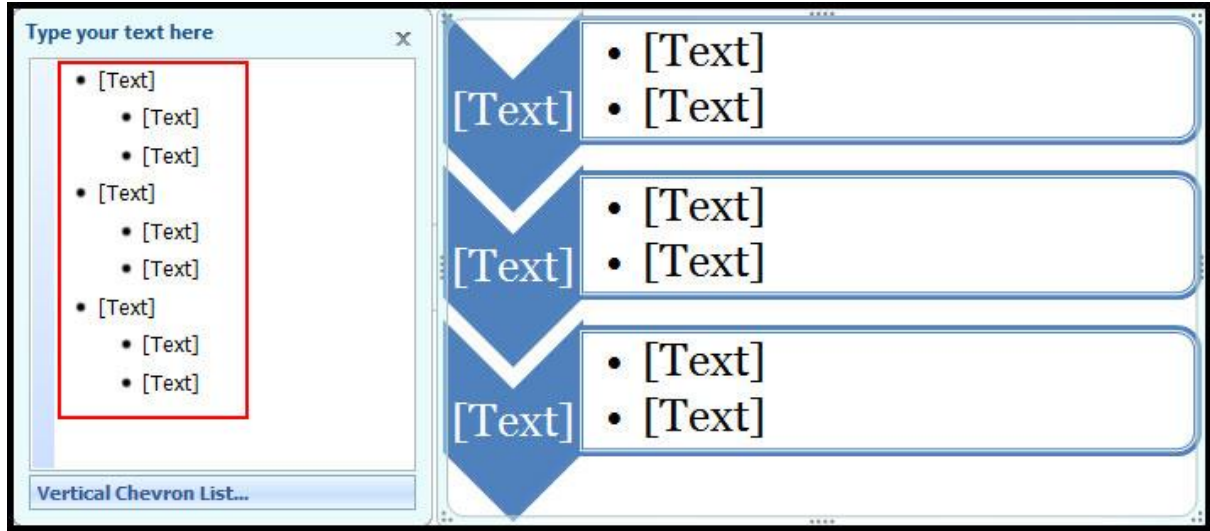 Type your text here
x
• [Text]
• [Text]
• [Text]
• [Text]
• [Text]
• [Text]
• [Text]
• [Text]
• [Text]
Vertical Chevron List...
[Text]
• [Text]
• [Text]
[Text]
• [Text]
• [Text]
[Text]
• [Text]
• [Text]